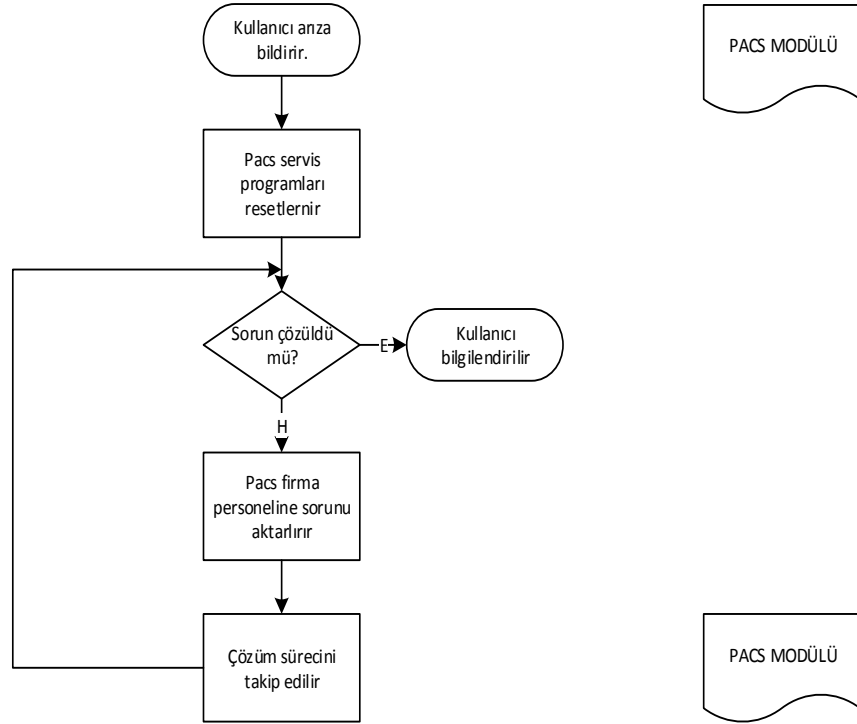 Kullanıcı arıza
bildirir.
PACS MODÜLÜ
Pacs servis
programları
resetlernir
Sorun çözüldü
mü?
E
Kullanıcı
bilgilendirilir
H
Pacs firma
personeline sorunu
aktarlırır
Çözüm sürecini
takip edilir
PACS MODÜLÜ